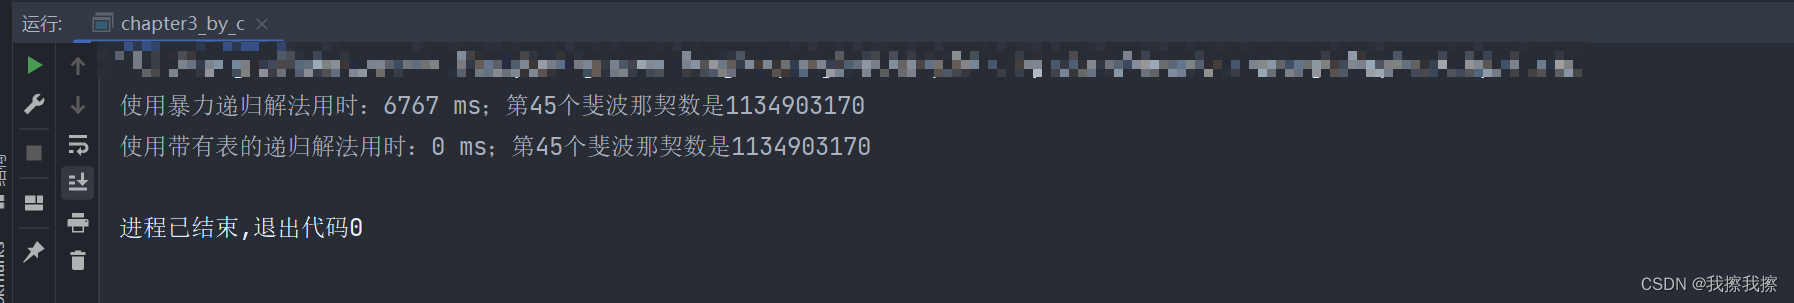 运行: chapter3_by_c
使用暴力递归解法用时：6767 ms；第45个斐波那契数是1134903170
使用带有表的递归解法用时：0 ms；第45个斐波那契数是1134903170
进程已结束,退出代码0
CSDN @我擦我擦